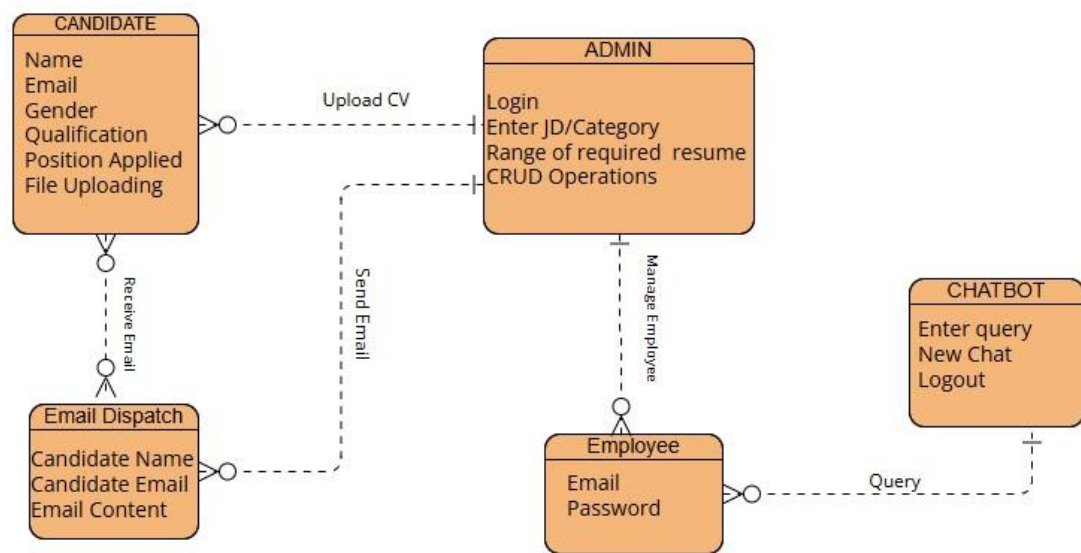 CANDIDATE
Name
Email
Gender
Qualification
Position Applied
File Uploading
Upload CV
ADMIN
Login
Enter JD/Category
Range of required resume
CRUD Operations
Receive Email
Send Email
Manage Employee
CHATBOT
Enter query
New Chat
Logout
Email Dispatch
Candidate Name
Candidate Email
Email Content
Employee
Email
Password
Query